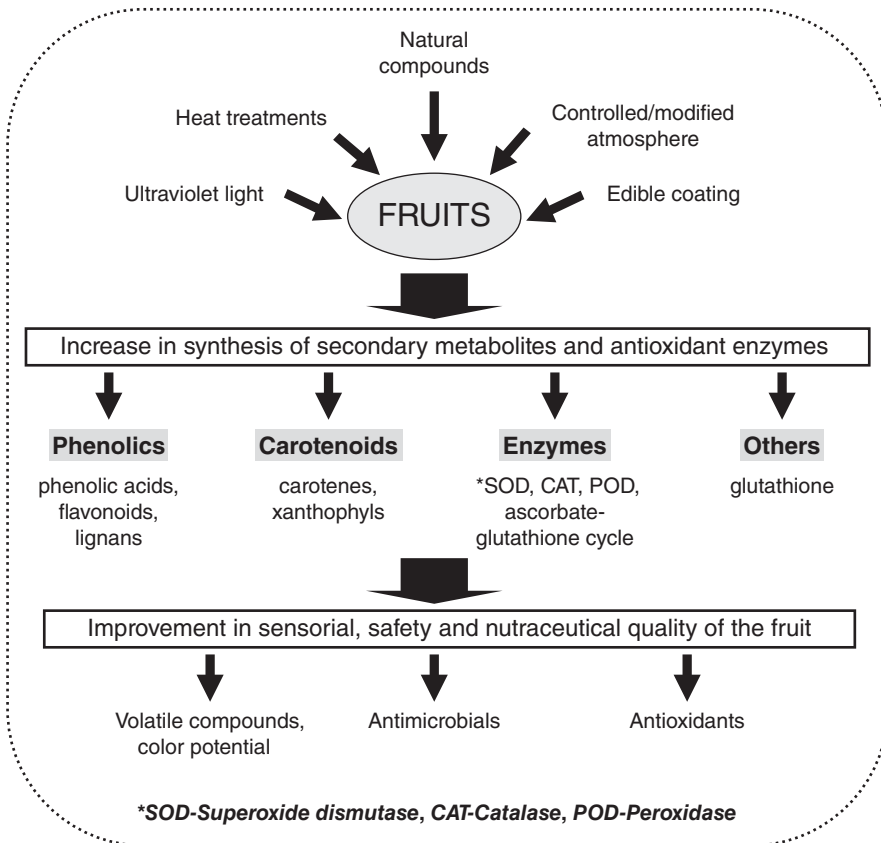 Natural
compounds
Heat treatments
Controlled/modified
atmosphere
Ultraviolet light
Edible coating
FRUITS
Increase in synthesis of secondary metabolites and antioxidant enzymes
Phenolics
phenolic acids,
flavonoids,
lignans
Carotenoids
carotenes,
xanthophyls
Enzymes
*SOD, CAT, POD,
ascorbate-
glutathione cycle
Others
glutathione
Improvement in sensorial, safety and nutraceutical quality of the fruit
Volatile compounds,
color potential
Antimicrobials
Antioxidants
*SOD-Superoxide dismutase, CAT-Catalase, POD-Peroxidase